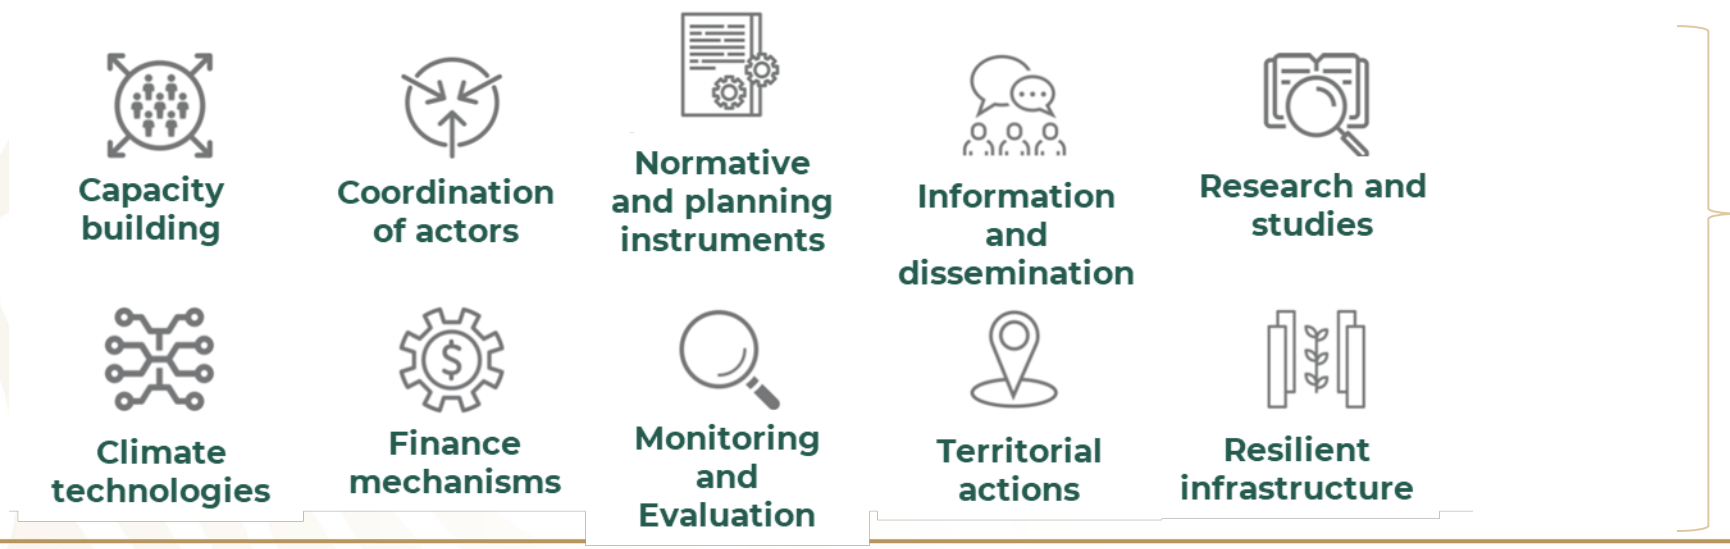 Capacity
building
Coordination
of actors
Normative
and planning
instruments
Information
and
dissemination
Research and
studies
Climate
technologies
$
Finance
mechanisms
Monitoring
and
Evaluation
Territorial
actions
Resilient
infrastructure